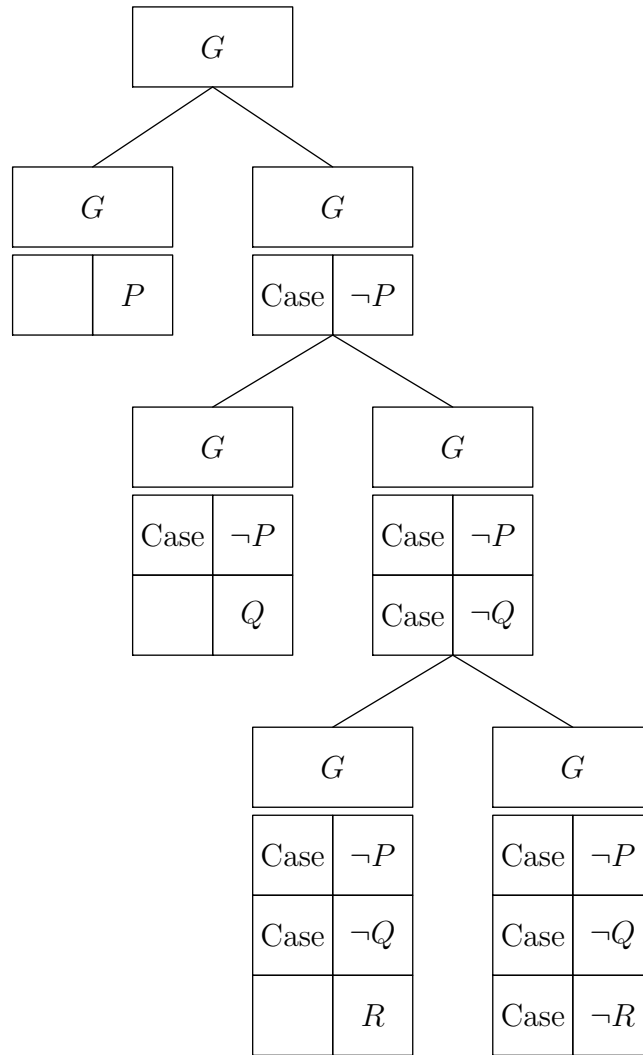 G
G G
P Case ¬P
G G
Case ¬P Case ¬P
Q Case ¬Q
G G
Case ¬P Case ¬P
Case ¬Q Case ¬Q
R Case ¬R